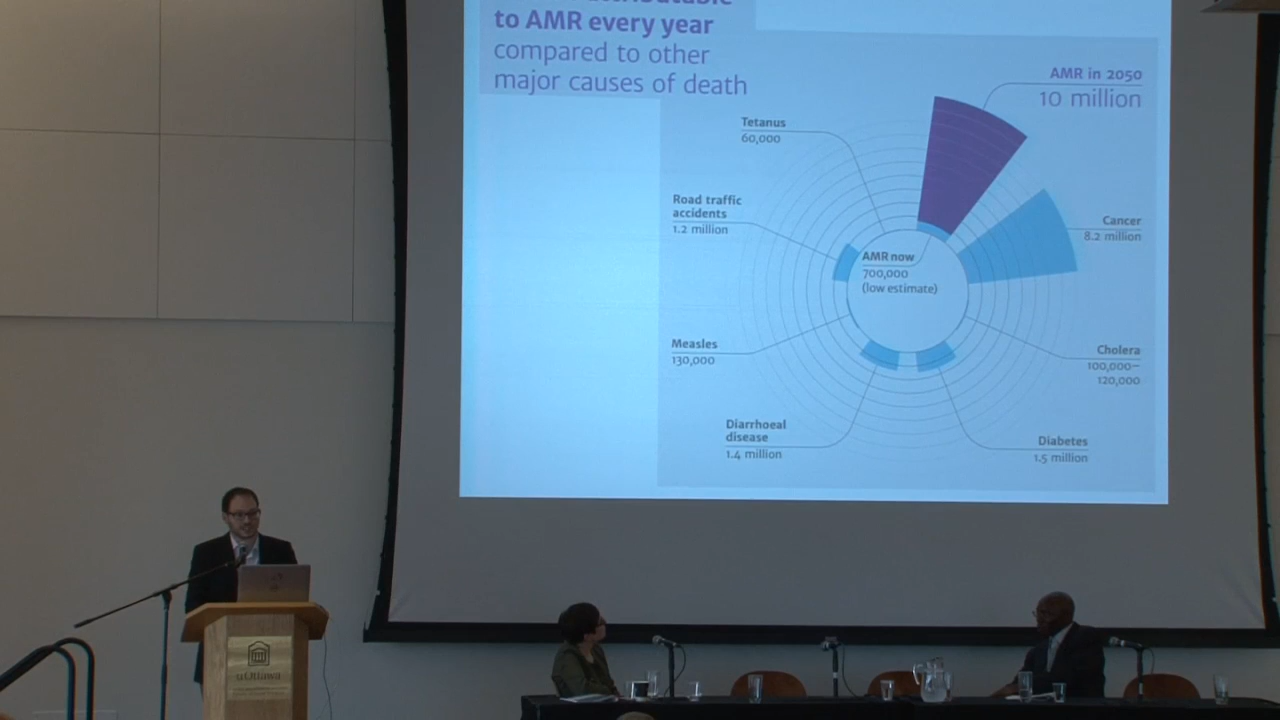 to AMR every year
compared to other
major causes of death
AMR in 2050
10 million
Tetanus
60,000
Road traffic
accidents
1.2 million
Cancer
8.2 million
AMR now
700,000
(low estimate)
Measles
130,000
Cholera
100,000–
120,000
Diarrhoeal
disease
1.4 million
Diabetes
1.5 million
uOttawa